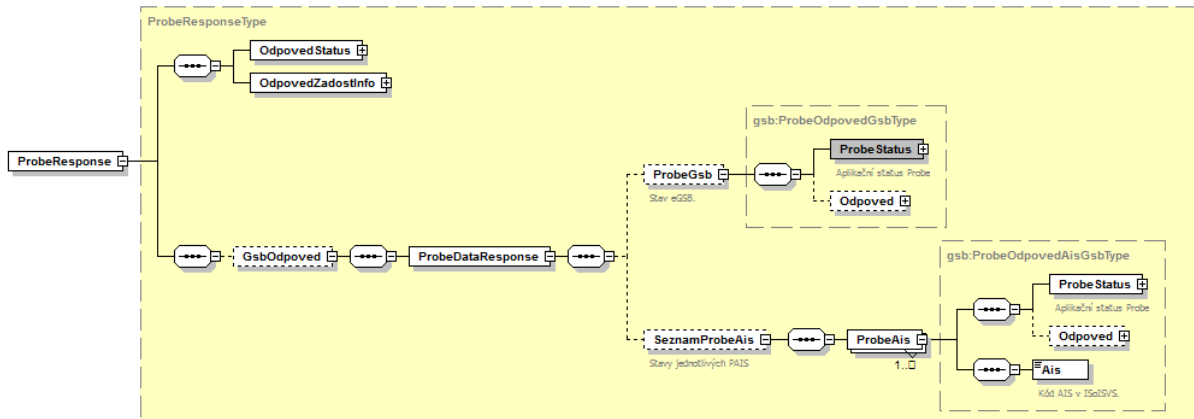 ProbeResponseType
OdpovedStatus
OdpovedZadostInfo
gsb:ProbeOdpovedGsbType
ProbeStatus
Aplikační status Probe
ProbeResponse
ProbeGsb
Stav eGSB.
Odpoved
GsbOdpoved
ProbeDataResponse
gsb:ProbeOdpovedAisGsbType
ProbeStatus
Aplikační status Probe
SeznamProbeAis
Stavy jednotlivých PAIS
ProbeAis
1..
Odpoved
Ais
Kód AIS v ISoISVS.